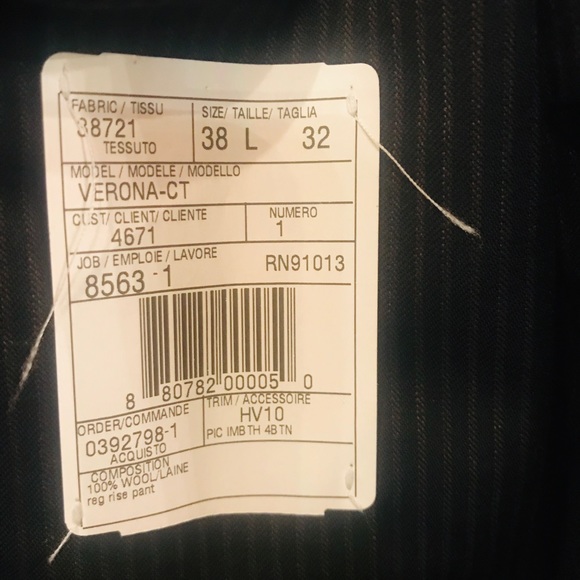 FABRIC / TISSU
38721
TESSUTO
SIZE/ TAILLE/ TAGLIA
38 L 32
MODEL / MODELE / MODELLO
VERONA-CT
CUST/ CLIENT/ CLIENTE
4671
NUMERO
1
JOB / EMPLOIE / LAVORE
8563 -1
RN91013
8 80782 00005 0
ORDER/COMMANDE
0392798-1
ACQUISTO
TRIM / ACCESSOIRE
HV10
PIC IMBTH 4BTN
COMPOSITION
100% WOOL/LAINE
reg rise pant